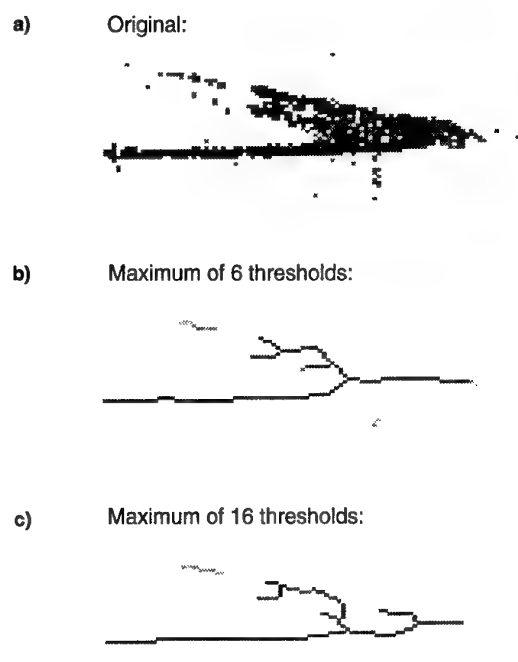 a) Original:
b) Maximum of 6 thresholds:
c) Maximum of 16 thresholds: